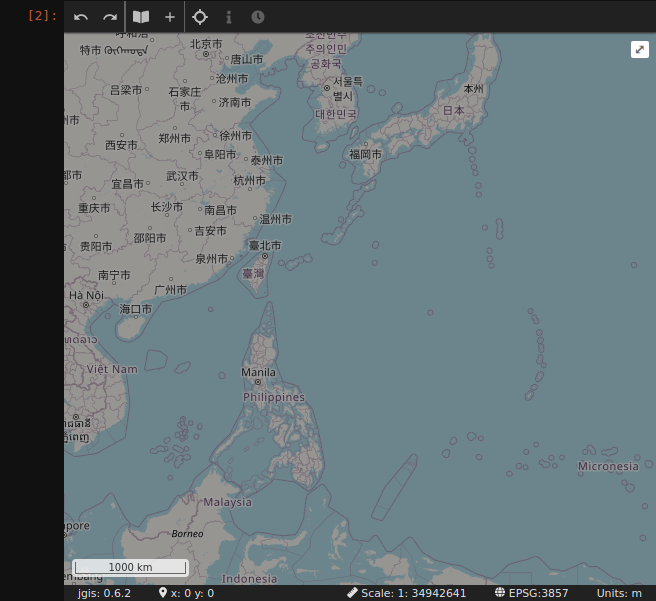 [2]:
北京市
特市
唐山市
沧州市
吕梁市
石家庄
市
济南市
조선민주
주의인민
공화국
서울특
별시
대한민국
本州
日本
州市
徐州市
郑州市
西安市
阜阳市
泰州市
福岡市
都市
宜昌市
武汉市
杭州市
重庆市
长沙市
南昌市
温州市
邵阳市
吉安市
贵阳市
泉州市
臺北市
臺灣
南宁市
广州市
Hà Nội
海口市
Việt Nam
Manila
Philippines
Micronesia
Malaysia
pore
Borneo
Indonesia
1000 km
jgis: 0.6.2
x: 0 y: 0
Scale: 1: 34942641
EPSG:3857
Units: m